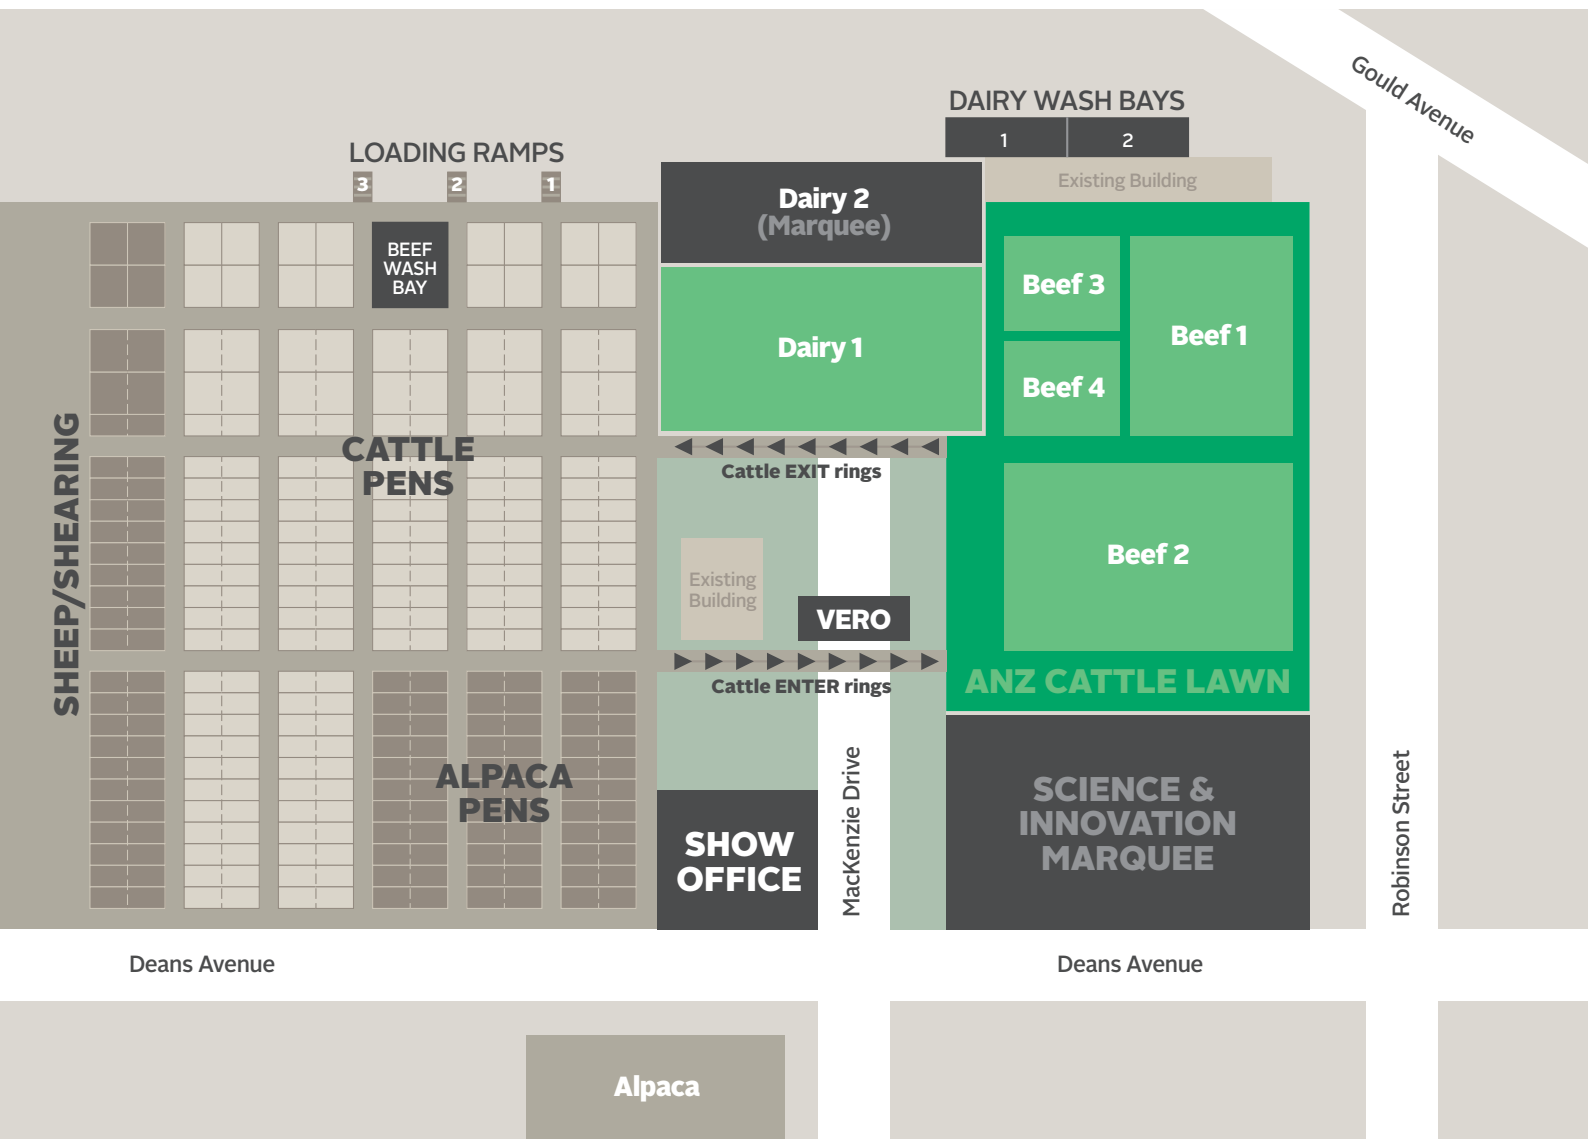 Gould Avenue
DAIRY WASH BAYS
1
2
LOADING RAMPS
3
2
1
Existing Building
Dairy 2
(Marquee)
BEEF
WASH
BAY
Beef 3
Beef 1
Dairy 1
Beef 4
CATTLE
PENS
Cattle EXIT rings
SHEEP/SHEARING
Beef 2
Existing
Building
VERO
Cattle ENTER rings
ANZ CATTLE LAWN
ALPACA
PENS
MacKenzie Drive
SCIENCE &
INNOVATION
MARQUEE
Robinson Street
SHOW
OFFICE
Deans Avenue
Deans Avenue
Alpaca